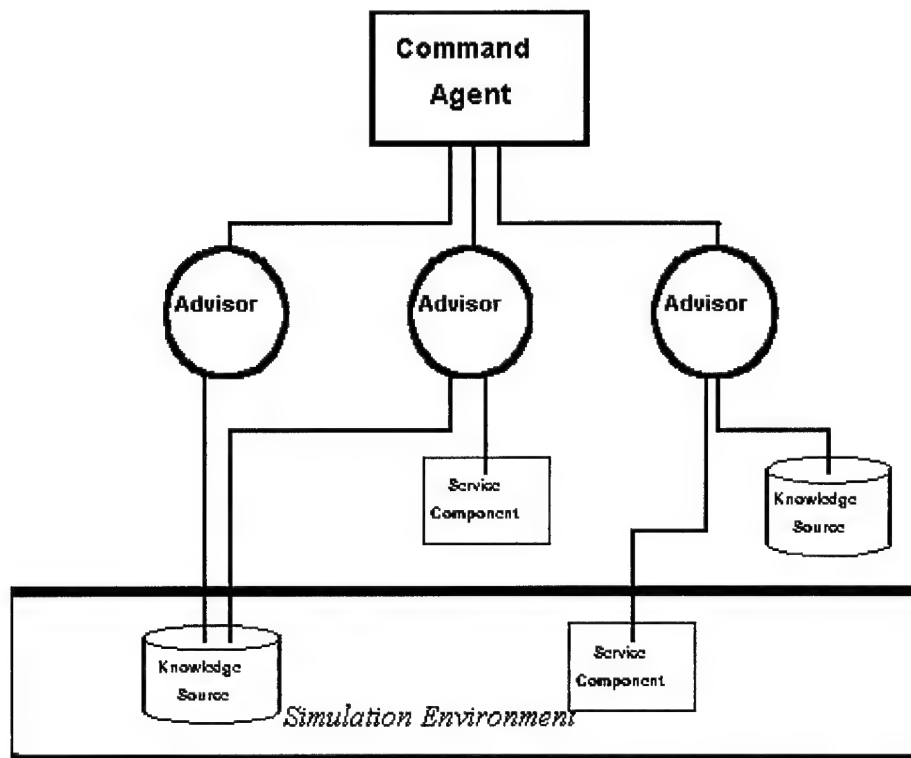 Command
Agent
Advisor
Advisor
Advisor
Service
Component
Knowledge
Source
Knowledge
Source
Service
Component
Simulation Environment